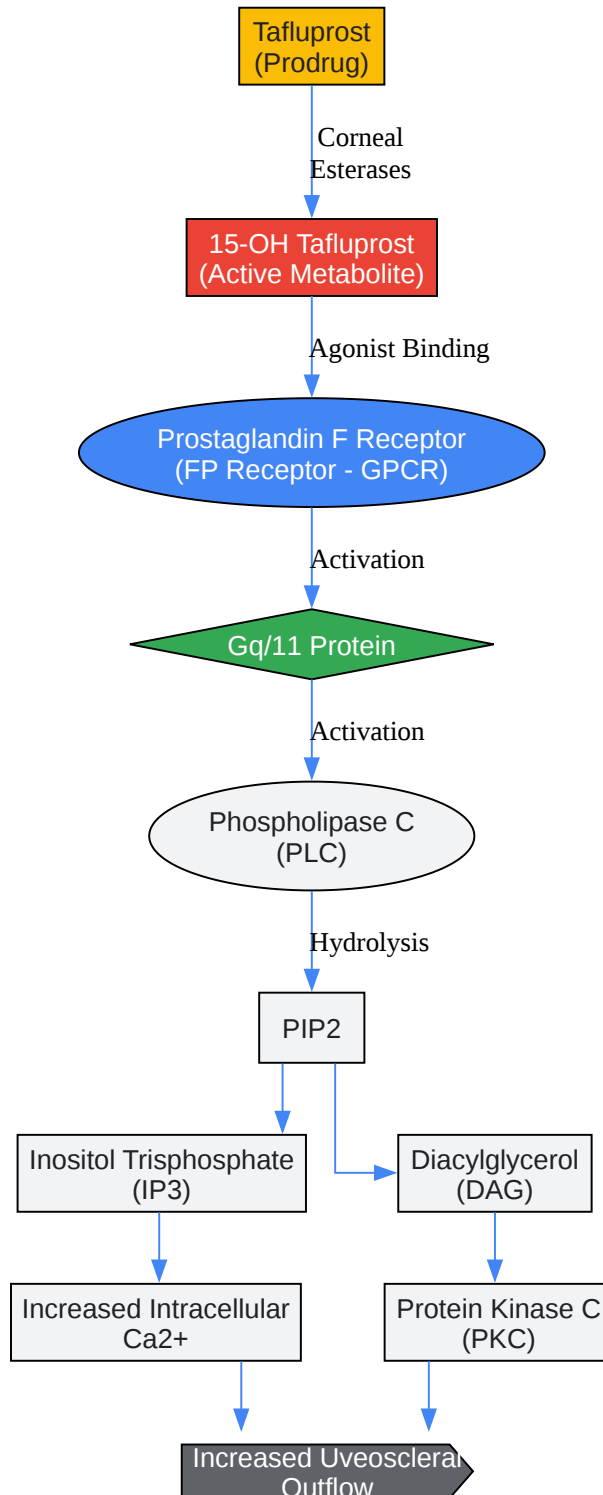 Tafluprost
(Prodrug)
Corneal
Esterases
15-OH Tafluprost
(Active Metabolite)
Agonist Binding
Prostaglandin F Receptor
(FP Receptor - GPCR)
Activation
Gq/11 Protein
Activation
Phospholipase C
(PLC)
Hydrolysis
PIP2
Inositol Trisphosphate
(IP3)
Diacylglycerol
(DAG)
Increased Intracellular
Ca2+
Protein Kinase C
(PKC)
Increased Uveoscleral
Outflow